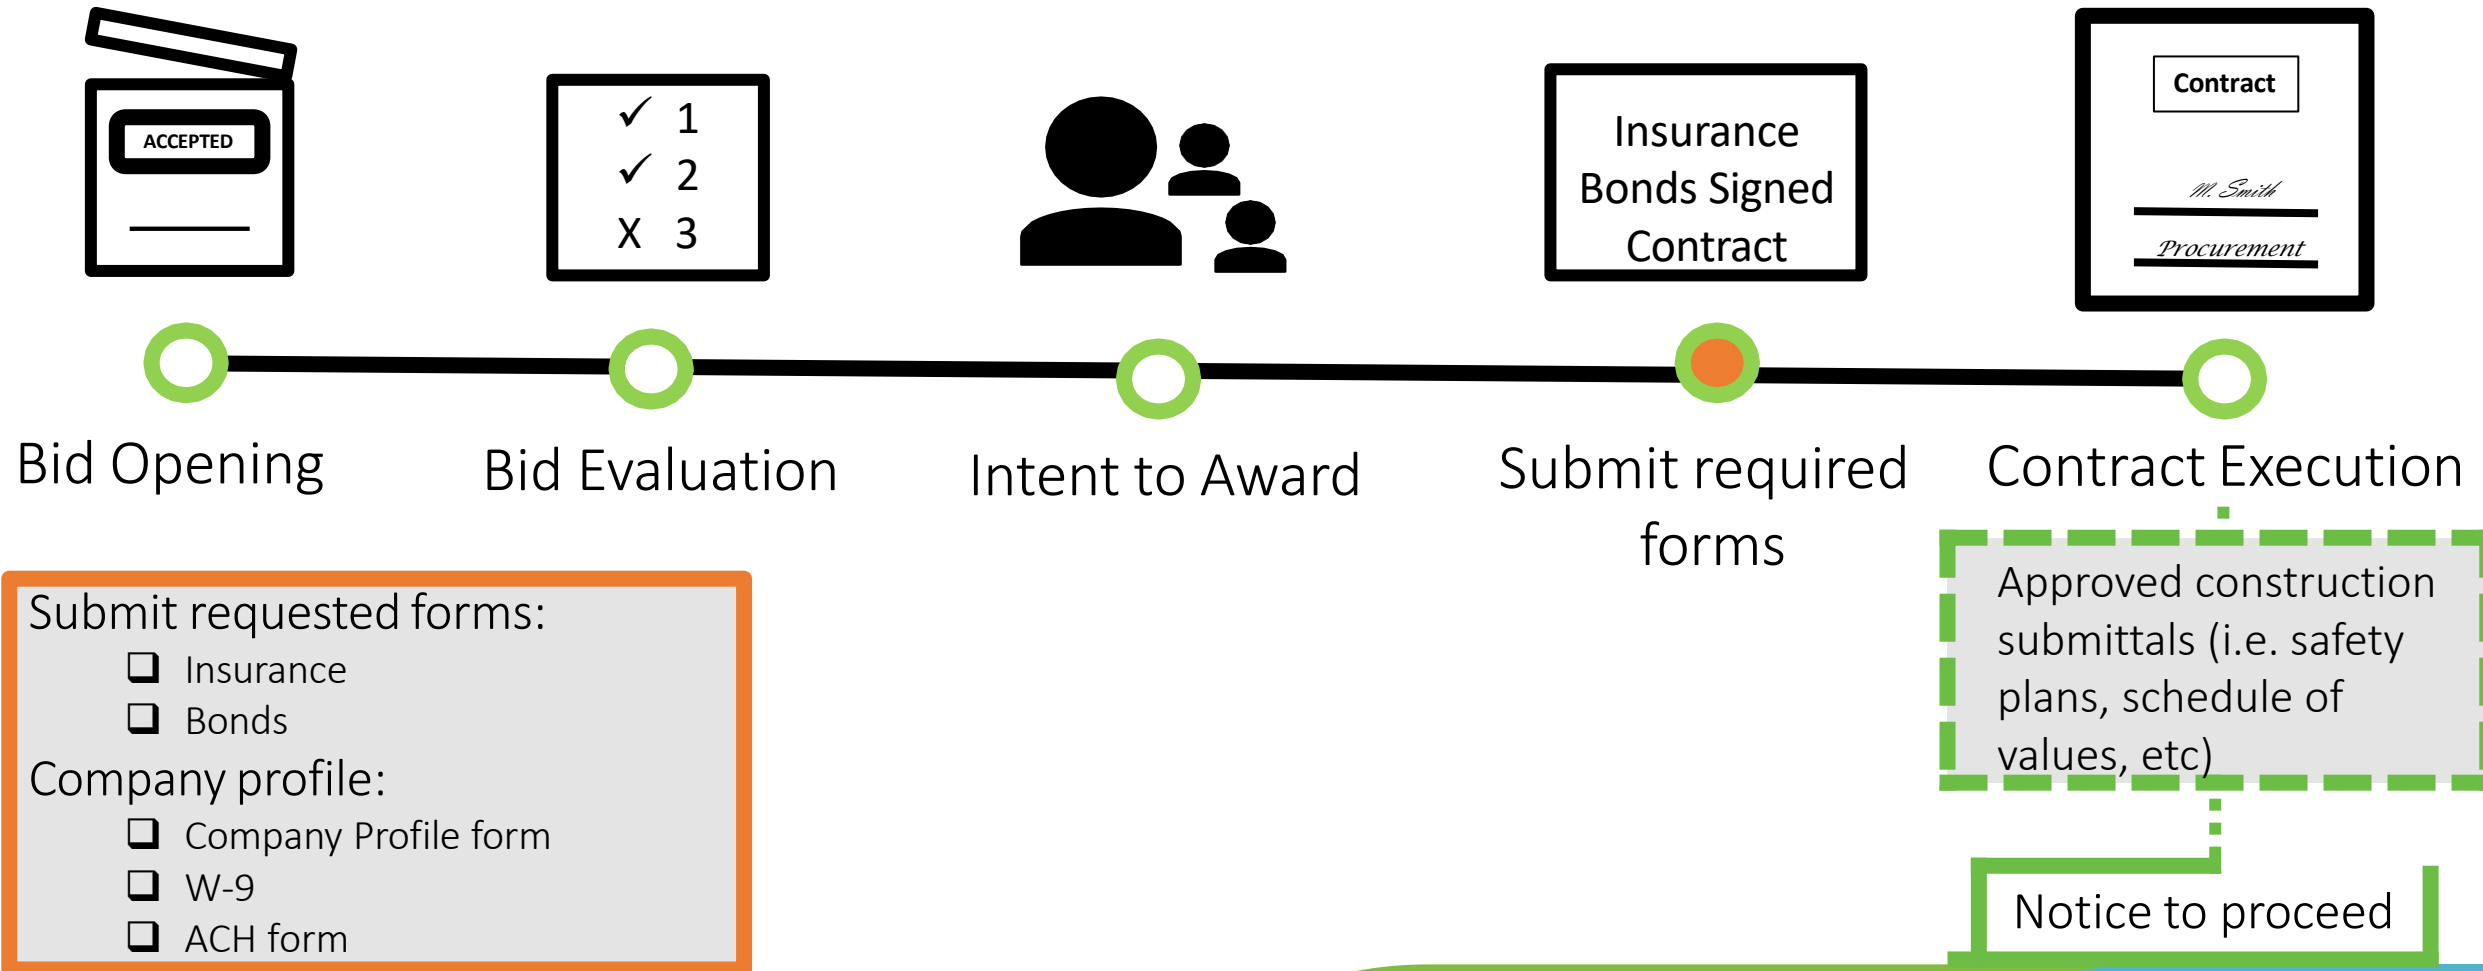 ACCEPTED
✓ 1
✓ 2
X 3
Insurance
Bonds Signed
Contract
Contract
M. Smith
Procurement
Bid Opening
Bid Evaluation
Intent to Award
Submit required
forms
Contract Execution
Submit requested forms:
❑ Insurance
❑ Bonds
Company profile:
❑ Company Profile form
❑ W-9
❑ ACH form
Approved construction
submittals (i.e. safety
plans, schedule of
values, etc)
Notice to proceed